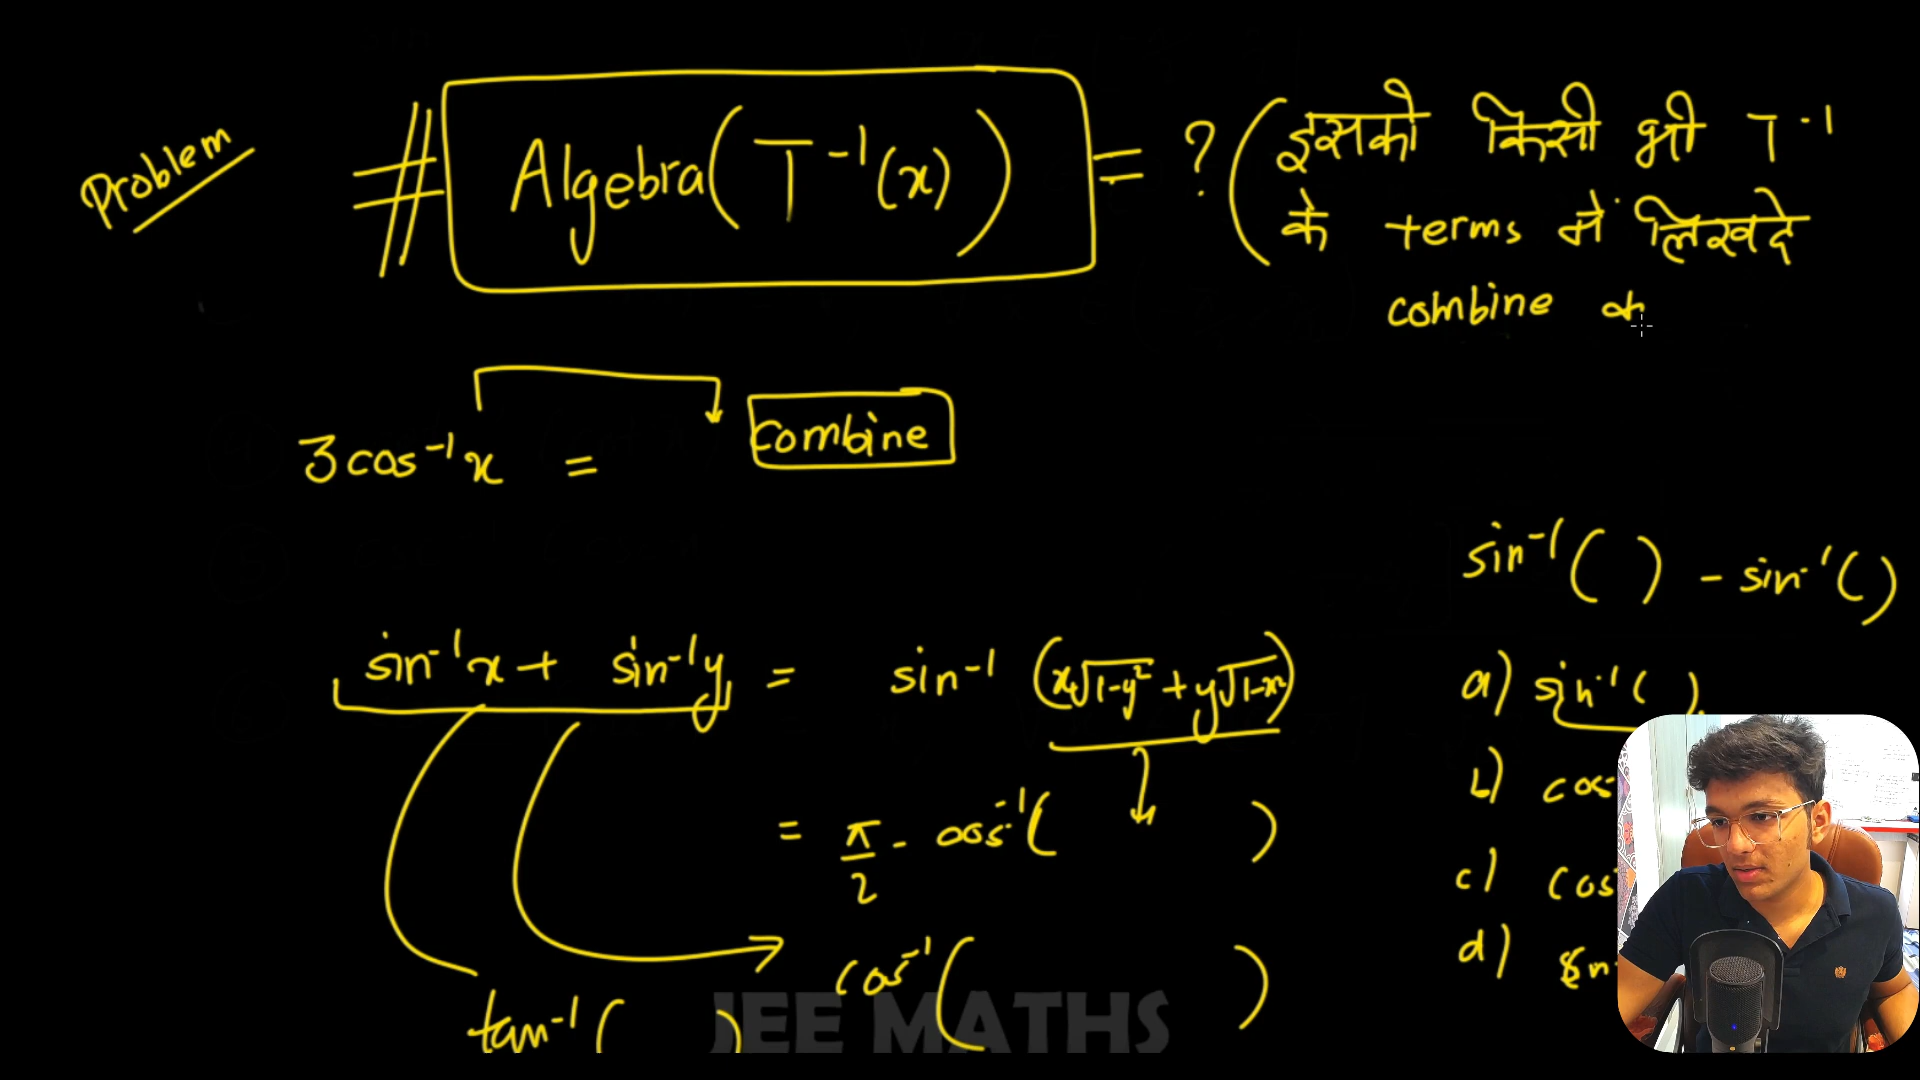 Problem
# Algebra(T⁻¹(x)) = ? (इसको किसी भी T⁻¹
के terms में लिखदे
combine क
3cos⁻¹x = combine
sin⁻¹( ) - sin⁻¹( )
sin⁻¹x + sin⁻¹y = sin⁻¹(x√1-y² + y√1-x²)
a) sin⁻¹( )
= π/2 - cos⁻¹( )
b) cos
c) cos
d) sin
cos⁻¹( )
tan⁻¹( )
JEE MATHS